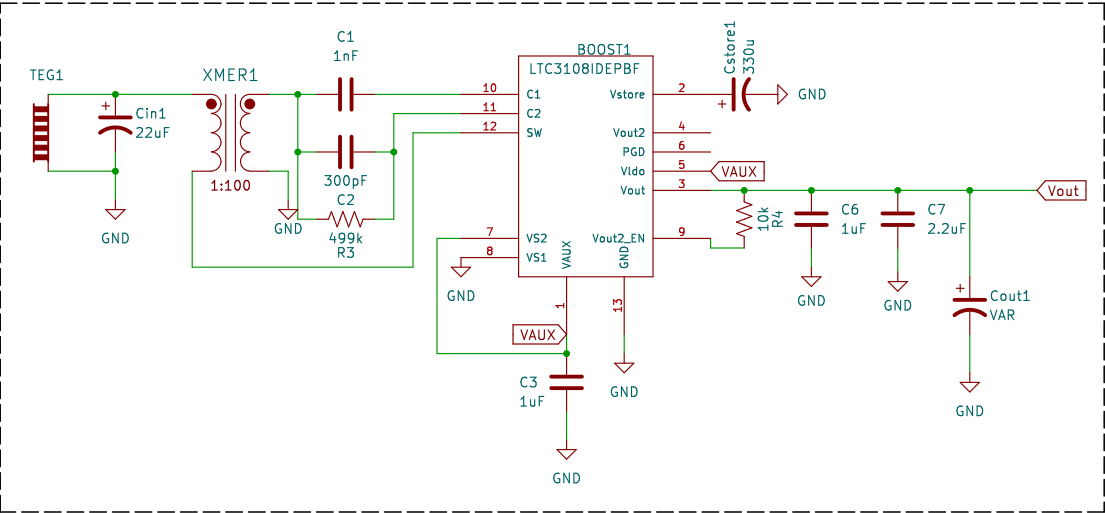 TEG1
+
Cin1
22uF
GND
XMER1
1:100
GND
C1
1nF
300pF
C2
499k
R3
BOOST1
LTC3108IDEPBF
10 C1
11 C2
12 SW
7 VS2
8 VS1
GND
VAUX
1
GND
13
Vstore 2
Vout2 4
PGD 6
Vldo 5
Vout 3
Vout2_EN 9
Cstore1
330u
+
GND
VAUX
10k
R4
C6
1uF
GND
C7
2.2uF
GND
Vout
+
Cout1
VAR
GND
VAUX
C3
1uF
GND
GND